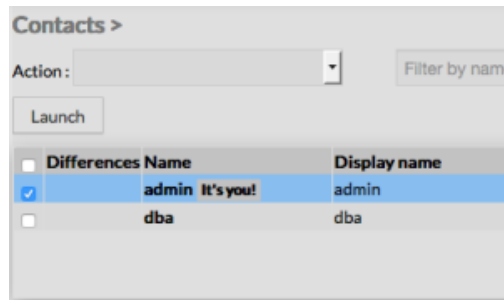 Contacts >
Action : Filter by nam
Launch
Differences Name Display name
admin It's you! admin
dba dba